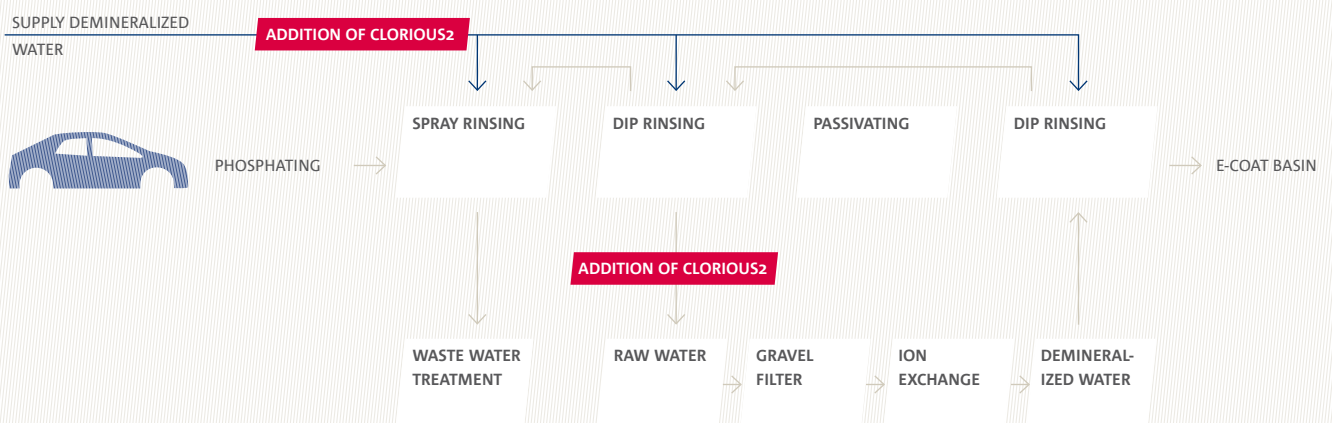 SUPPLY DEMINERALIZED
WATER
ADDITION OF CLORIOUS2
SPRAY RINSING
DIP RINSING
PASSIVATING
DIP RINSING
PHOSPHATING
E-COAT BASIN
ADDITION OF CLORIOUS2
WASTE WATER
TREATMENT
RAW WATER
GRAVEL
FILTER
ION
EXCHANGE
DEMINERAL-
IZED WATER